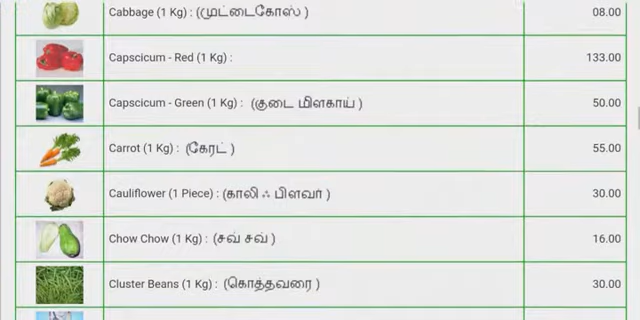 Cabbage (1 Kg) : (முட்டைகோஸ் ) 08.00
Capscicum - Red (1 Kg) : 133.00
Capscicum - Green (1 Kg) : (குடை மிளகாய் ) 50.00
Carrot (1 Kg) : (கேரட் ) 55.00
Cauliflower (1 Piece) : (காலி ஃ பிளவர் ) 30.00
Chow Chow (1 Kg) : (சவ் சவ் ) 16.00
Cluster Beans (1 Kg) : (கொத்தவரை ) 30.00